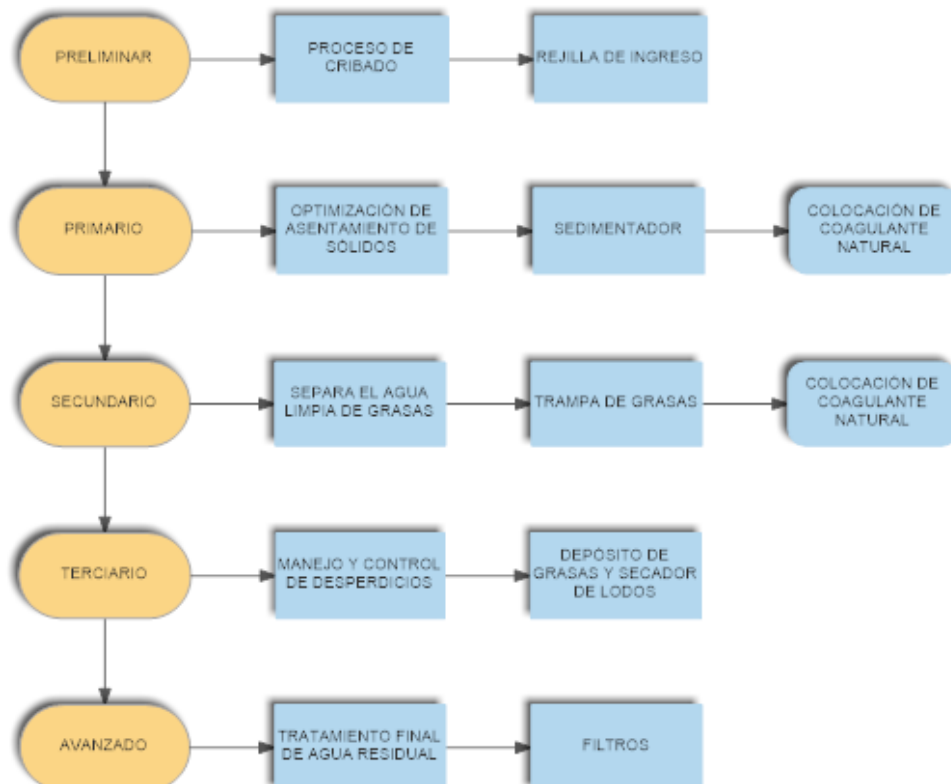 PRELIMINAR
PROCESO DE
CRIBADO
REJILLA DE INGRESO
PRIMARIO
OPTIMIZACIÓN DE
ASENTAMIENTO DE
SÓLIDOS
SEDIMENTADOR
COLOCACIÓN DE
COAGULANTE
NATURAL
SECUNDARIO
SEPARA EL AGUA
LIMPIA DE GRASAS
TRAMPA DE GRASAS
COLOCACIÓN DE
COAGULANTE
NATURAL
TERCIARIO
MANEJO Y CONTROL
DE DESPERDICIOS
DEPÓSITO DE
GRASAS Y SECADOR
DE LODOS
AVANZADO
TRATAMIENTO FINAL
DE AGUA RESIDUAL
FILTROS